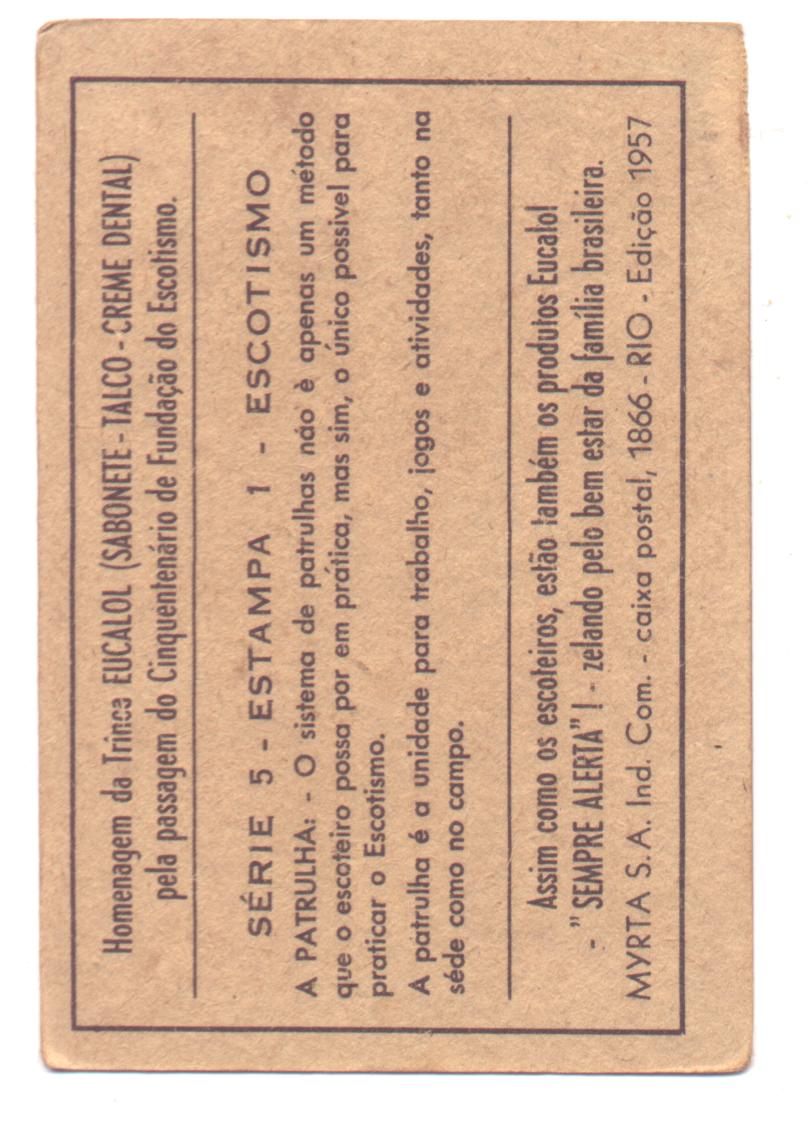 Homenagem da Trinca EUCALOL (SABONETE - TALCO - CREME DENTAL)
pela passagem do Cinquentenário de Fundação do Escotismo.
SÉRIE 5 - ESTAMPA 1 - ESCOTISMO
A PATRULHA: - O sistema de patrulhas não è apenas um método
que o escoteiro possa por em prática, mas sim, o único possivel para
praticar o Escotismo.
A patrulha é a unidade para trabalho, jogos e atividades, tanto na
séde como no campo.
Assim como os escoteiros, estão também os produtos Eucalol
- " SEMPRE ALERTA" ! - zelando pelo bem estar da família brasileira.
MYRTA S. A. Ind. Com. - caixa postal, 1866 - RIO - Edição 1957